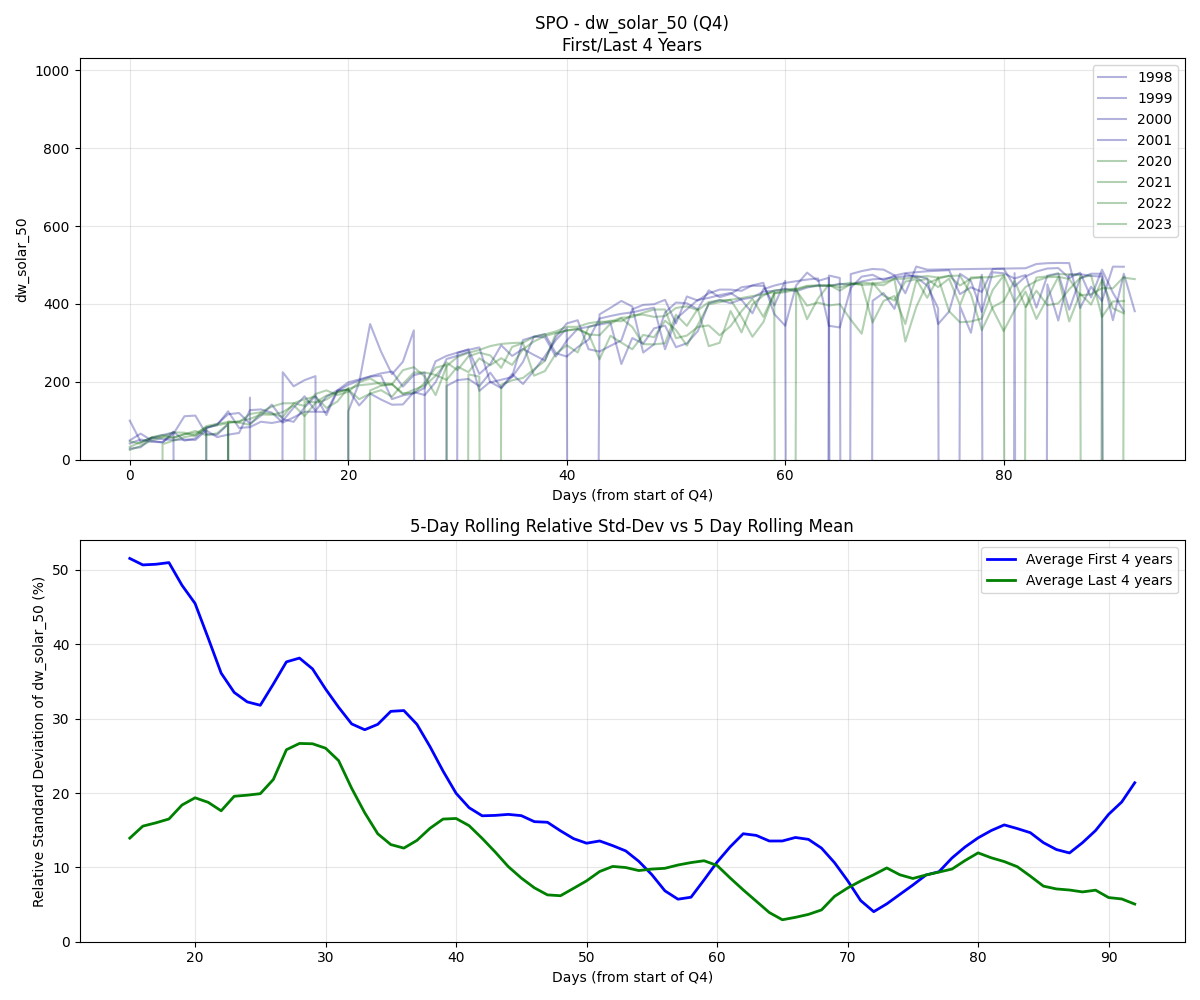 SPO - dw_solar_50 (Q4)
First/Last 4 Years
1000
800
600
400
200
0
dw_solar_50
0 20 40 60 80
Days (from start of Q4)
1998
1999
2000
2001
2020
2021
2022
2023
5-Day Rolling Relative Std-Dev vs 5 Day Rolling Mean
50
40
30
20
10
0
Relative Standard Deviation of dw_solar_50 (%)
20 30 40 50 60 70 80 90
Days (from start of Q4)
Average First 4 years
Average Last 4 years